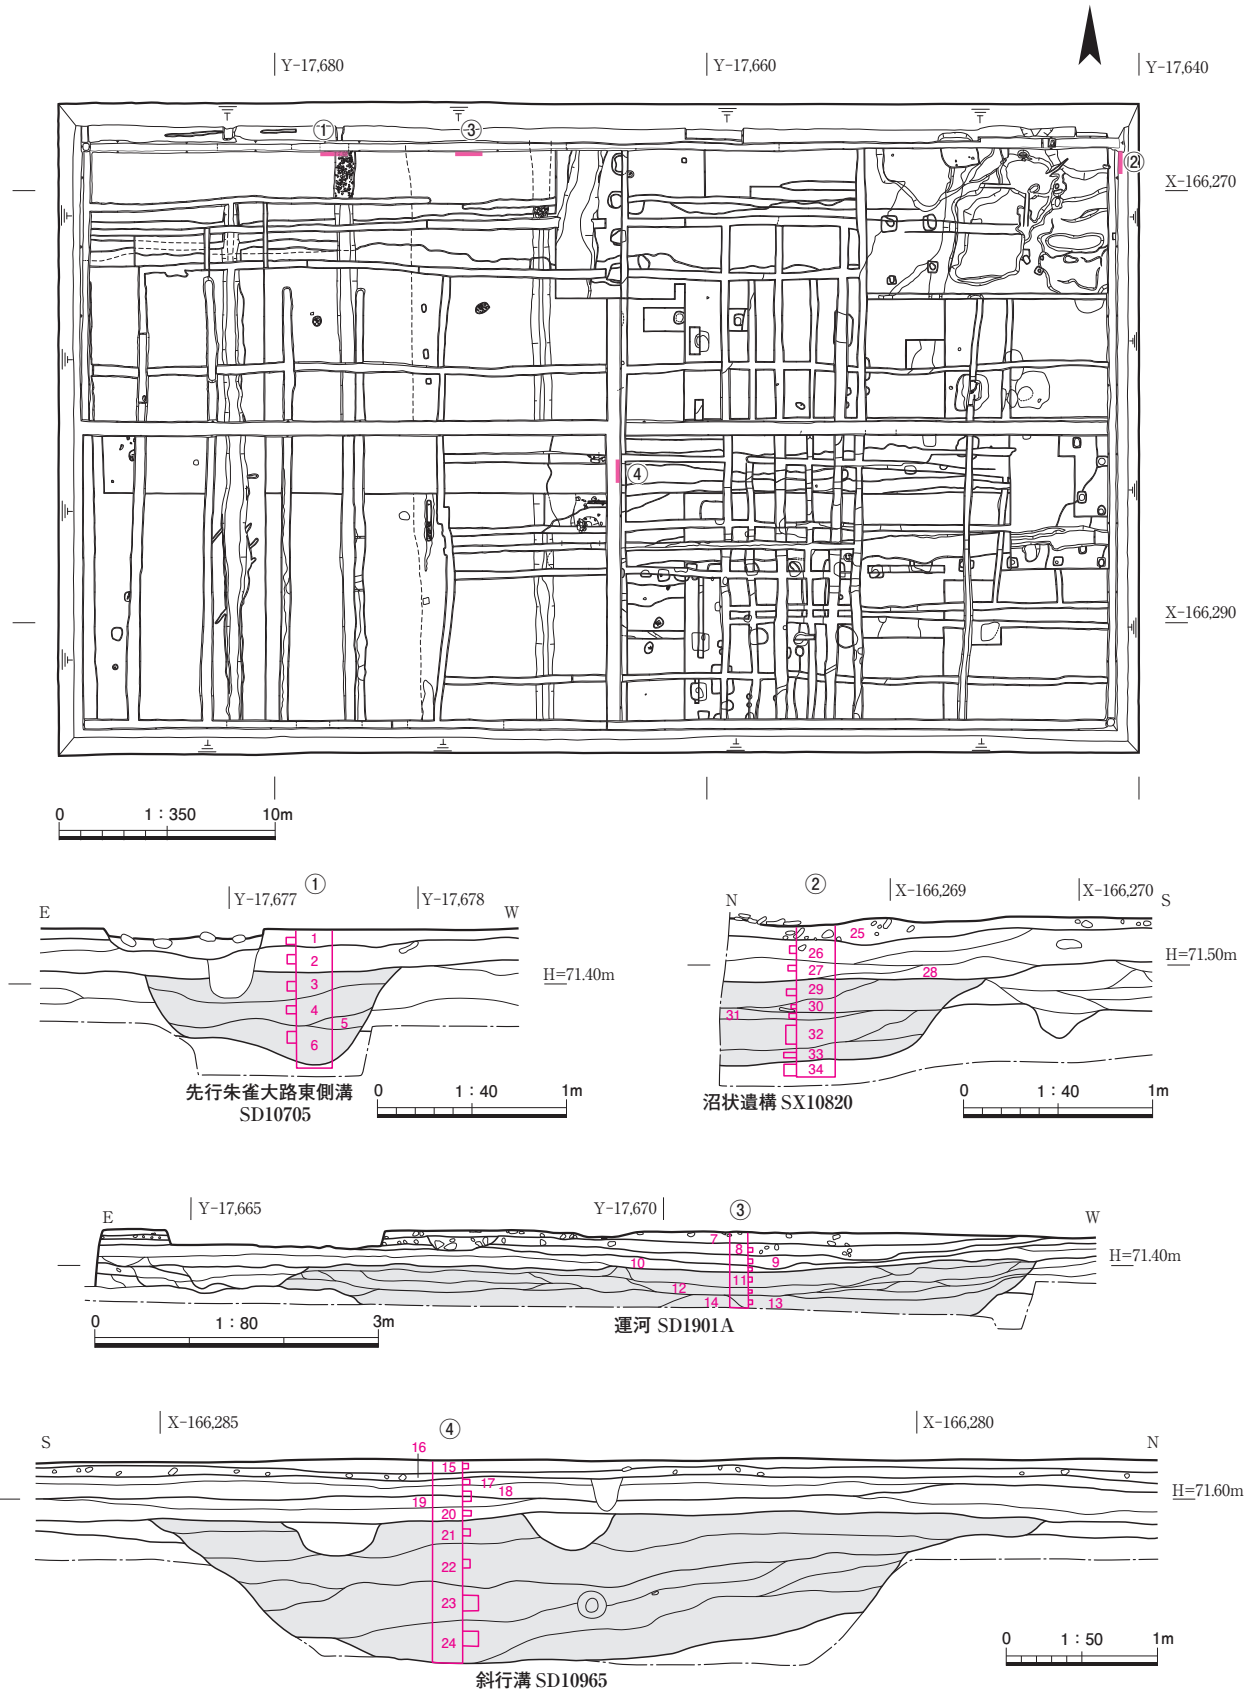 Y-17,680
Y-17,660
Y-17,640
①
③
②
X-166,270
④
X-166,290
0
1：350
10m
①
E
Y-17,677
Y-17,678
W
1
2
3
4
5
6
H=71.40m
先行朱雀大路東側溝
SD10705
0
1：40
1m
②
N
X-166,269
X-166,270
S
25
26
27
28
29
30
31
32
33
34
H=71.50m
沼状遺構 SX10820
0
1：40
1m
③
E
Y-17,665
Y-17,670
W
7
8
9
10
11
12
13
14
H=71.40m
運河 SD1901A
0
1：80
3m
④
S
X-166,285
X-166,280
N
16
15
17
18
19
20
21
22
23
24
H=71.60m
斜行溝 SD10965
0
1：50
1m